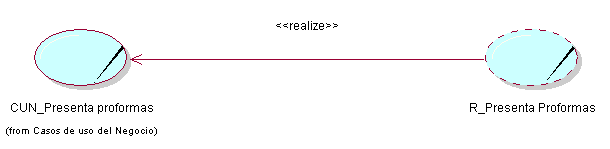 <<realize>>
CUN_Presenta proformas
R_Presenta Proformas
(from Casos de uso del Negocio)